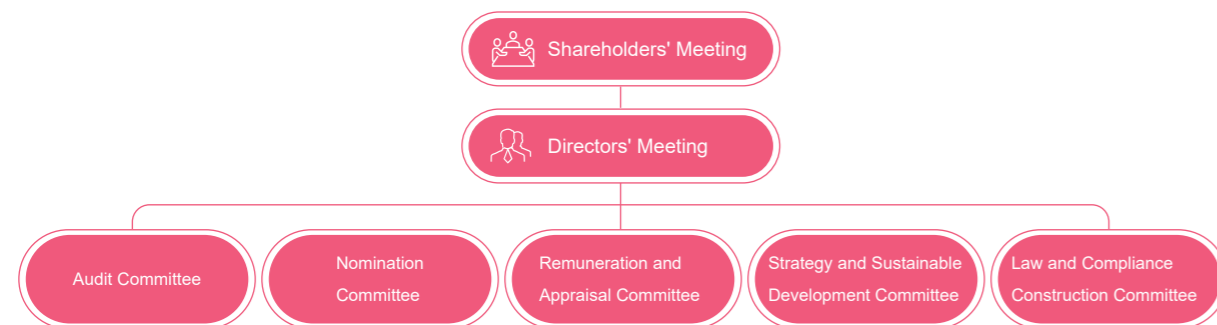 Shareholders' Meeting
Directors' Meeting
Audit Committee
Nomination
Committee
Remuneration and
Appraisal Committee
Strategy and Sustainable
Development Committee
Law and Compliance
Construction Committee